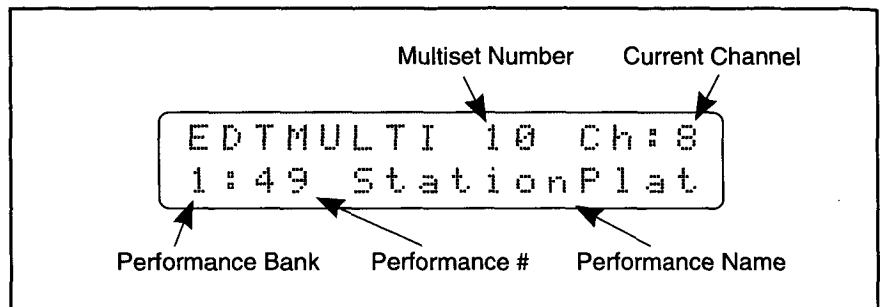 Multiset Number Current Channel
EDTMULTI 10 Ch:8
1:49 StationPlat
Performance Bank Performance # Performance Name